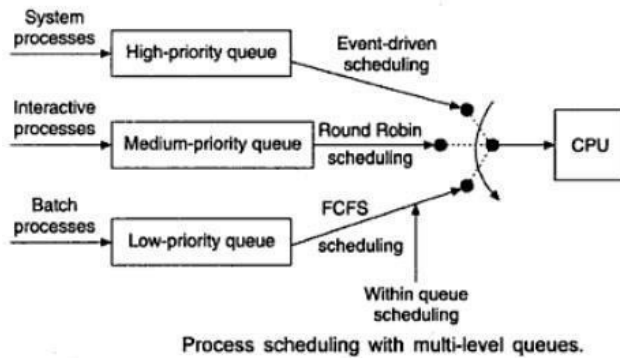 System
processes
High-priority queue
Event-driven
scheduling
Interactive
processes
Medium-priority queue
Round Robin
scheduling
CPU
Batch
processes
Low-priority queue
FCFS
scheduling
Within queue
scheduling
Process scheduling with multi-level queues.